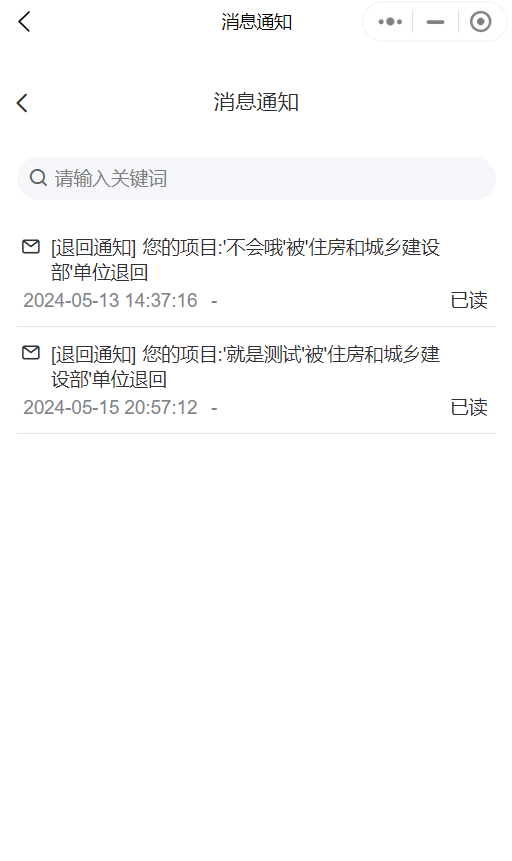 消息通知
消息通知
请输入关键词
[退回通知] 您的项目:'不会哦'被'住房和城乡建设
部'单位退回
2024-05-13 14:37:16 -
已读
[退回通知] 您的项目:'就是测试'被'住房和城乡建
设部'单位退回
2024-05-15 20:57:12 -
已读